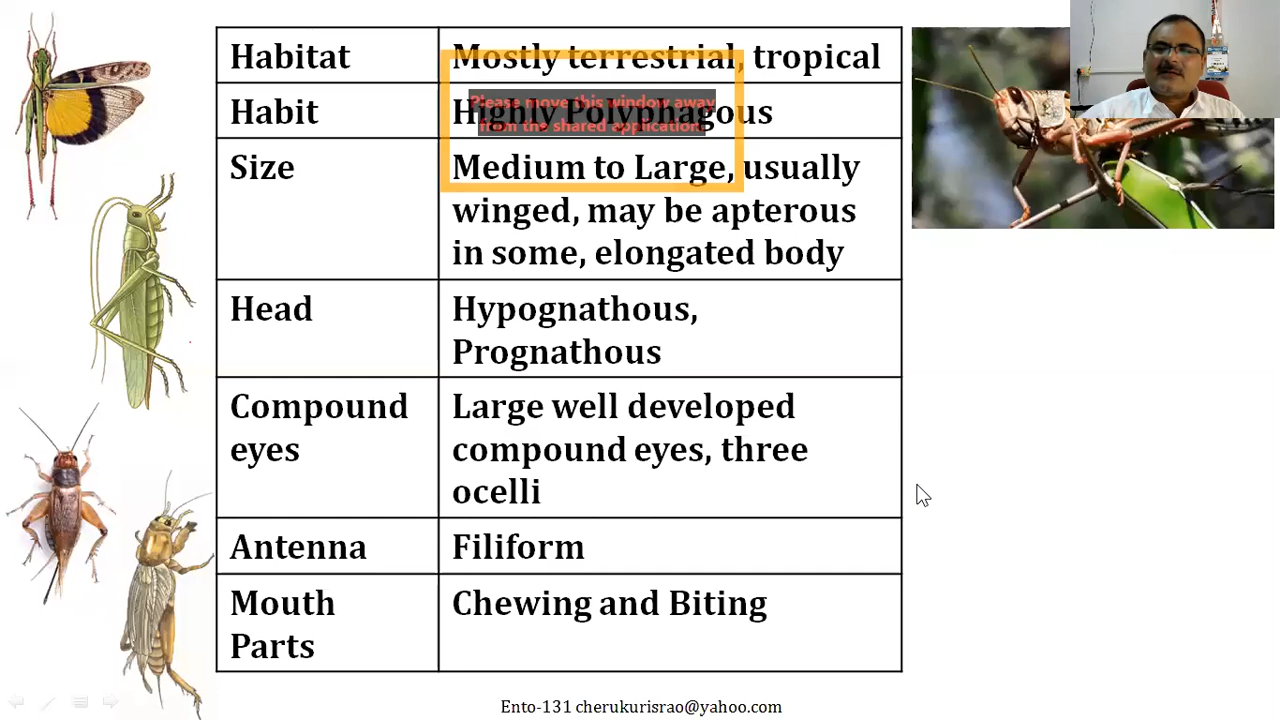 Habitat
Mostly terrestrial, tropical
Habit
Highly Polyphagous
Please move this window away
from the shared application.
Size
Medium to Large, usually
winged, may be apterous
in some, elongated body
Head
Hypognathous,
Prognathous
Compound
eyes
Large well developed
compound eyes, three
ocelli
Antenna
Filiform
Mouth
Parts
Chewing and Biting
Ento-131 cherukurisrao@yahoo.com